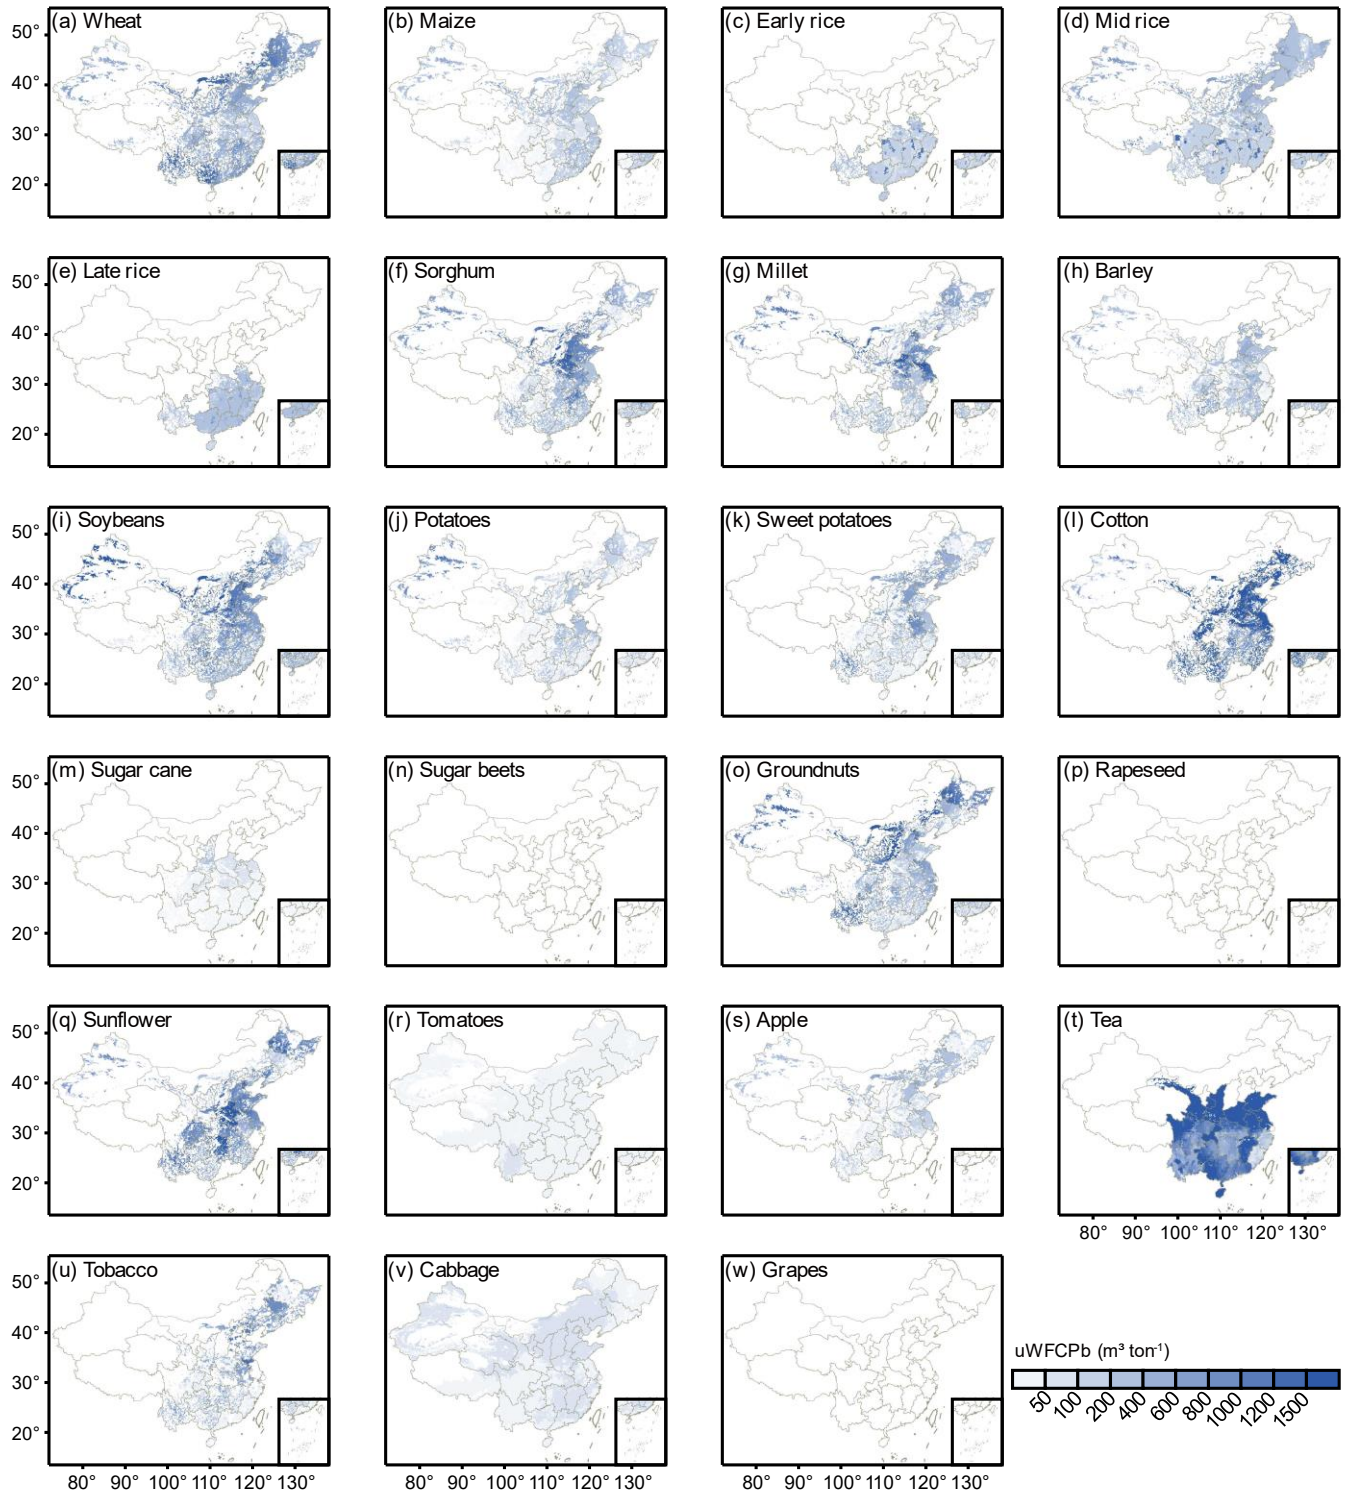 (a) Wheat
(b) Maize
(c) Early rice
(d) Mid rice
50°
40°
30°
20°
(e) Late rice
(f) Sorghum
(g) Millet
(h) Barley
50°
40°
30°
20°
(i) Soybeans
(j) Potatoes
(k) Sweet potatoes
(l) Cotton
50°
40°
30°
20°
(m) Sugar cane
(n) Sugar beets
(o) Groundnuts
(p) Rapeseed
50°
40°
30°
20°
(q) Sunflower
(r) Tomatoes
(s) Apple
(t) Tea
50°
40°
30°
20°
80° 90° 100° 110° 120° 130°
(u) Tobacco
(v) Cabbage
(w) Grapes
50°
40°
30°
20°
uWFCPb (m³ ton⁻¹)
50 100 200 400 600 800 1000 1200 1500
80° 90° 100° 110° 120° 130°
80° 90° 100° 110° 120° 130°
80° 90° 100° 110° 120° 130°